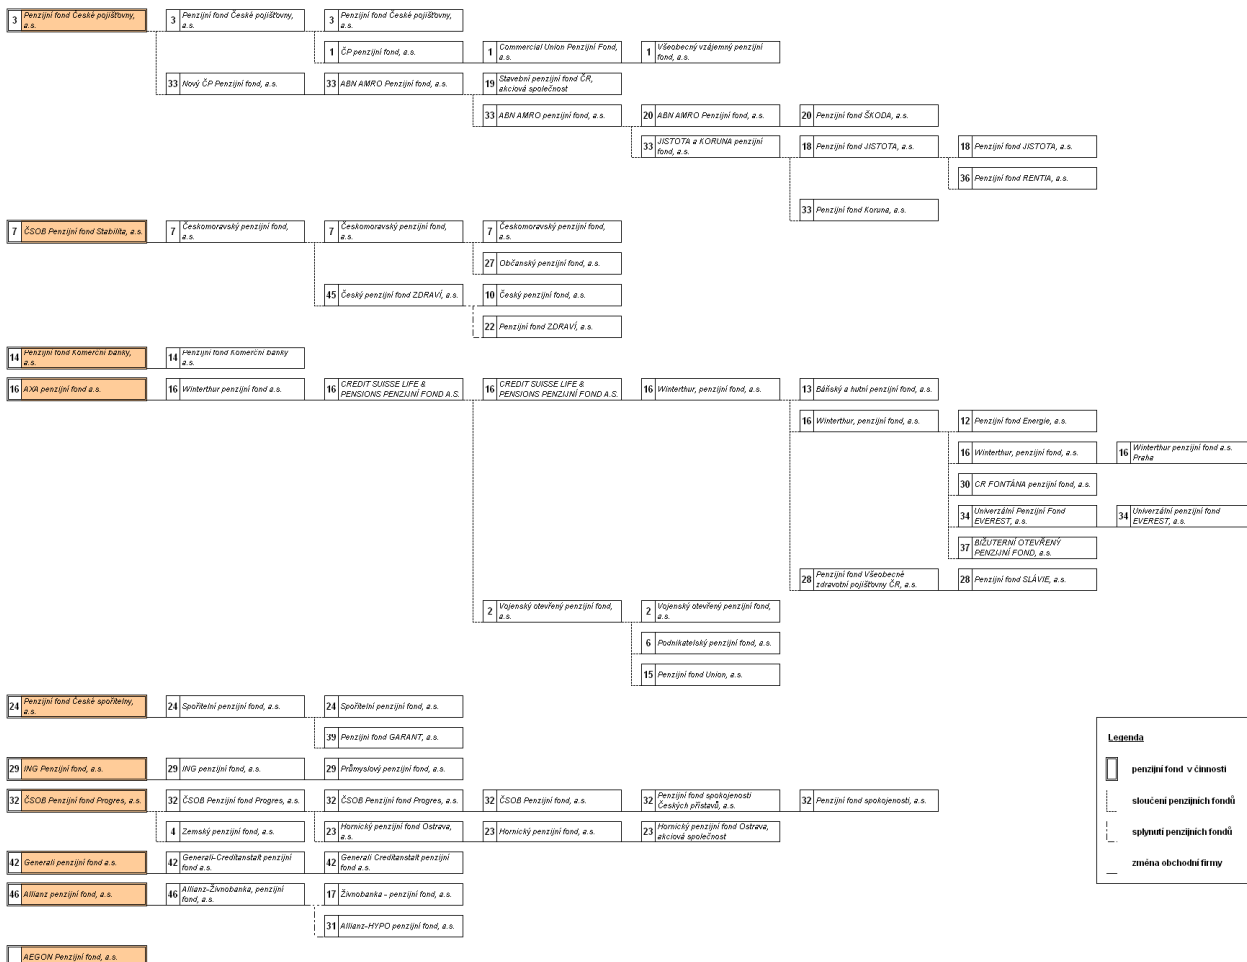 3 Penzijní fond České pojišťovny, a.s.
3 Penzijní fond České pojišťovny, a.s.
3 Penzijní fond České pojišťovny, a.s.
1 ČP penzijní fond, a.s.
1 Commercial Union Penzijní Fond, a.s.
1 Všeobecný vzájemný penzijní fond, a.s.
33 Nový ČP Penzijní fond, a.s.
33 ABN AMRO Penzijní fond, a.s.
19 Stavební penzijní fond ČR, akciová společnost
33 ABN AMRO penzijní fond, a.s.
20 ABN AMRO Penzijní fond, a.s.
20 Penzijní fond ŠKODA, a.s.
33 JISTOTA a KORUNA penzijní fond, a.s.
18 Penzijní fond JISTOTA, a.s.
18 Penzijní fond JISTOTA, a.s.
36 Penzijní fond RENTIA, a.s.
33 Penzijní fond Koruna, a.s.
7 ČSOB Penzijní fond Stabilita, a.s.
7 Českomoravský penzijní fond, a.s.
7 Českomoravský penzijní fond, a.s.
7 Českomoravský penzijní fond, a.s.
27 Občanský penzijní fond, a.s.
45 Český penzijní fond ZDRAVÍ, a.s.
10 Český penzijní fond, a.s.
22 Penzijní fond ZDRAVÍ, a.s.
14 Penzijní fond Komerční banky, a.s.
14 Penzijní fond Komerční banky a.s.
16 AXA penzijní fond a.s.
16 Winterthur penzijní fond a.s.
16 CREDIT SUISSE LIFE & PENSIONS PENZIJNÍ FOND A.S.
16 CREDIT SUISSE LIFE & PENSIONS PENZIJNÍ FOND A.S.
16 Winterthur, penzijní fond, a.s.
13 Báňský a hutní penzijní fond, a.s.
16 Winterthur, penzijní fond, a.s.
12 Penzijní fond Energie, a.s.
16 Winterthur, penzijní fond, a.s.
16 Winterthur penzijní fond a.s. Praha
30 CR FONTÁNA penzijní fond, a.s.
34 Univerzální Penzijní Fond EVEREST, a.s.
34 Univerzální penzijní fond EVEREST, a.s.
37 BIŽUTERNÍ OTEVŘENÝ PENZIJNÍ FOND, a.s.
28 Penzijní fond Všeobecné zdravotní pojišťovny ČR, a.s.
28 Penzijní fond SLÁVIE, a.s.
2 Vojenský otevřený penzijní fond, a.s.
2 Vojenský otevřený penzijní fond, a.s.
6 Podnikatelský penzijní fond, a.s.
15 Penzijní fond Union, a.s.
24 Penzijní fond České spořitelny, a.s.
24 Spořitelní penzijní fond, a.s.
24 Spořitelní penzijní fond, a.s.
39 Penzijní fond GARANT, a.s.
29 ING Penzijní fond, a.s.
29 ING penzijní fond, a.s.
29 Průmyslový penzijní fond, a.s.
32 ČSOB Penzijní fond Progres, a.s.
32 ČSOB Penzijní fond Progres, a.s.
32 ČSOB Penzijní fond Progres, a.s.
32 ČSOB Penzijní fond, a.s.
32 Penzijní fond spokojenosti Českých přístavů, a.s.
32 Penzijní fond spokojenosti, a.s.
4 Zemský penzijní fond, a.s.
23 Hornický penzijní fond Ostrava, a.s.
23 Hornický penzijní fond, a.s.
23 Hornický penzijní fond Ostrava, akciová společnost
42 Generali penzijní fond a.s.
42 Generali-Creditanstalt penzijní fond a.s.
42 Generali Creditanstalt penzijní fond a.s.
46 Allianz penzijní fond, a.s.
46 Allianz-Živnobanka, penzijní fond, a.s.
17 Živnobanka - penzijní fond, a.s.
31 Allianz-HYPO penzijní fond, a.s.
AEGON Penzijní fond, a.s.
Legenda
penzijní fond v činnosti
sloučení penzijních fondů
splynutí penzijních fondů
změna obchodní firmy